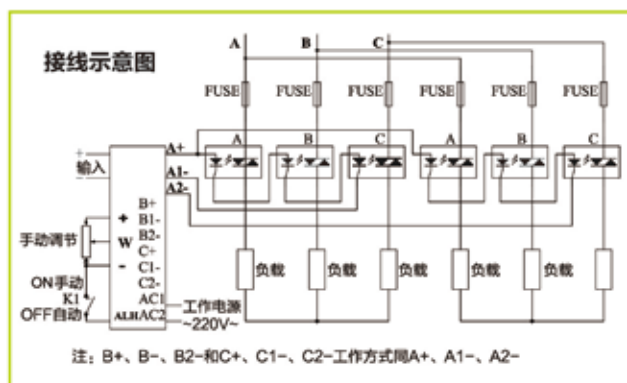 接线示意图
A B C
FUSE FUSE FUSE FUSE FUSE FUSE
A B C A B C
+
输入
-
A+
A1-
A2-
B+
B1-
B2-
C+
C1-
C2-
AC1
AC2
+
W
-
ALH
手动调节
ON手动
K1
OFF自动
工作电源
~220V~
负载 负载 负载 负载 负载
注：B+、B-、B2-和C+、C1-、C2-工作方式同A+、A1-、A2-